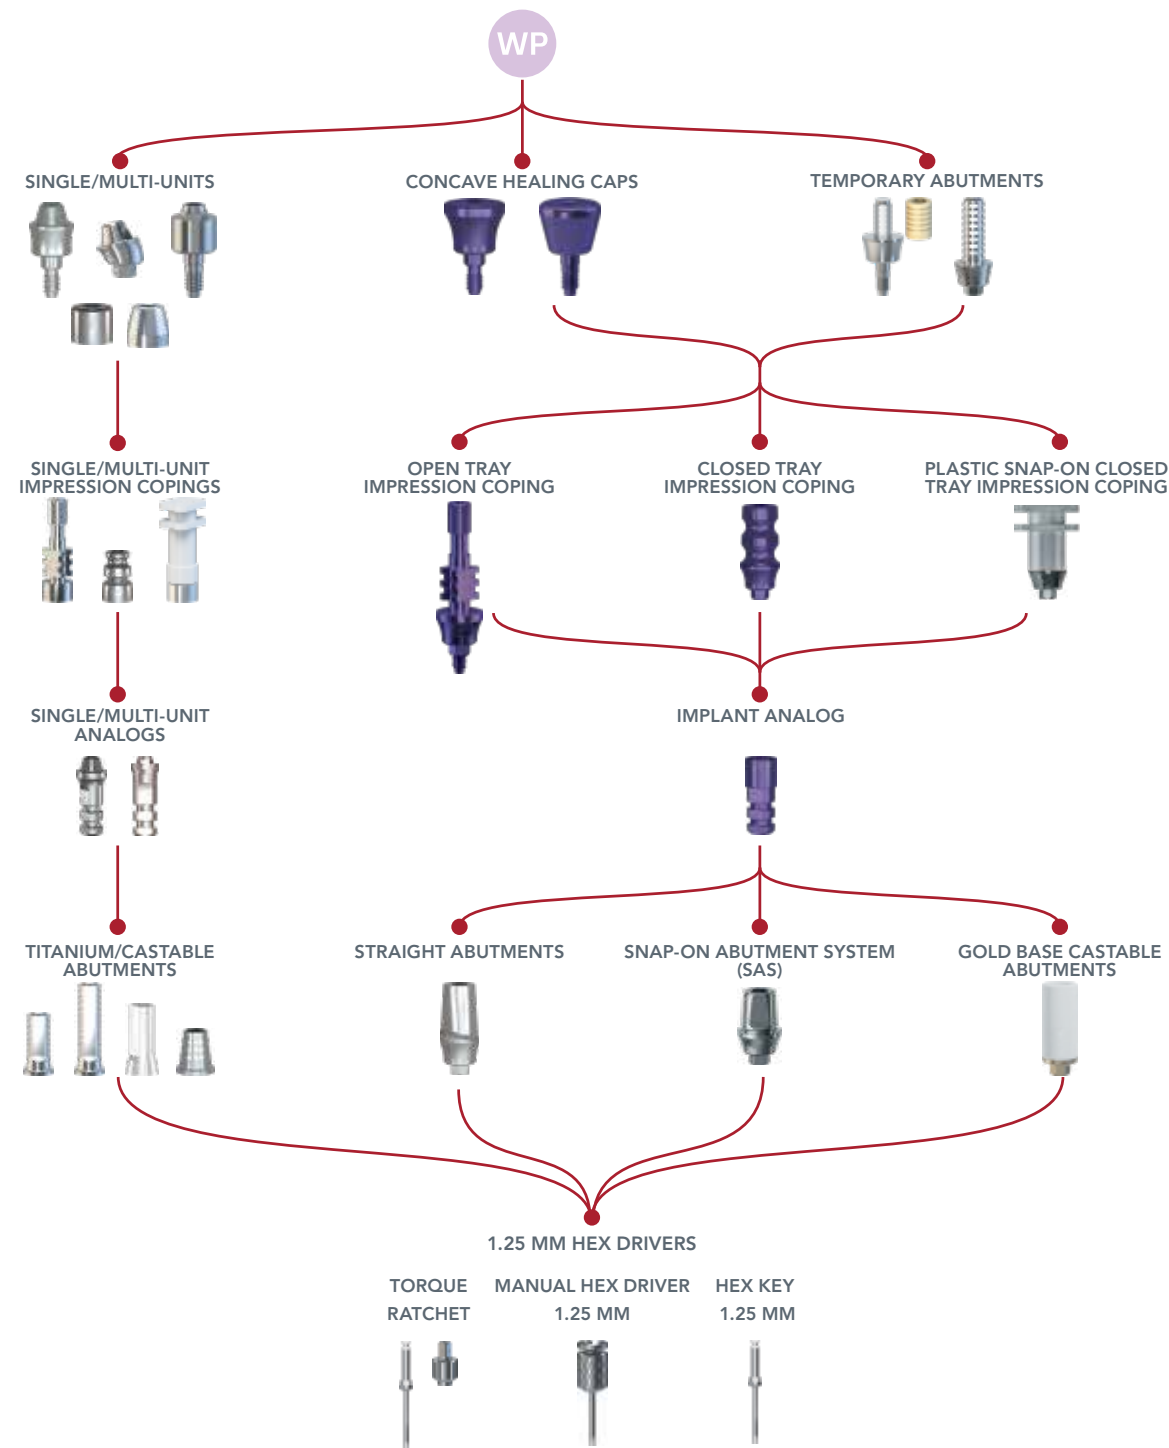 WP
SINGLE/MULTI-UNITS
CONCAVE HEALING CAPS
TEMPORARY ABUTMENTS
SINGLE/MULTI-UNIT
IMPRESSION COPINGS
OPEN TRAY
IMPRESSION COPING
CLOSED TRAY
IMPRESSION COPING
PLASTIC SNAP-ON CLOSED
TRAY IMPRESSION COPING
SINGLE/MULTI-UNIT
ANALOGS
IMPLANT ANALOG
TITANIUM/CASTABLE
ABUTMENTS
STRAIGHT ABUTMENTS
SNAP-ON ABUTMENT SYSTEM
(SAS)
GOLD BASE CASTABLE
ABUTMENTS
1.25 MM HEX DRIVERS
TORQUE
RATCHET
MANUAL HEX DRIVER
1.25 MM
HEX KEY
1.25 MM